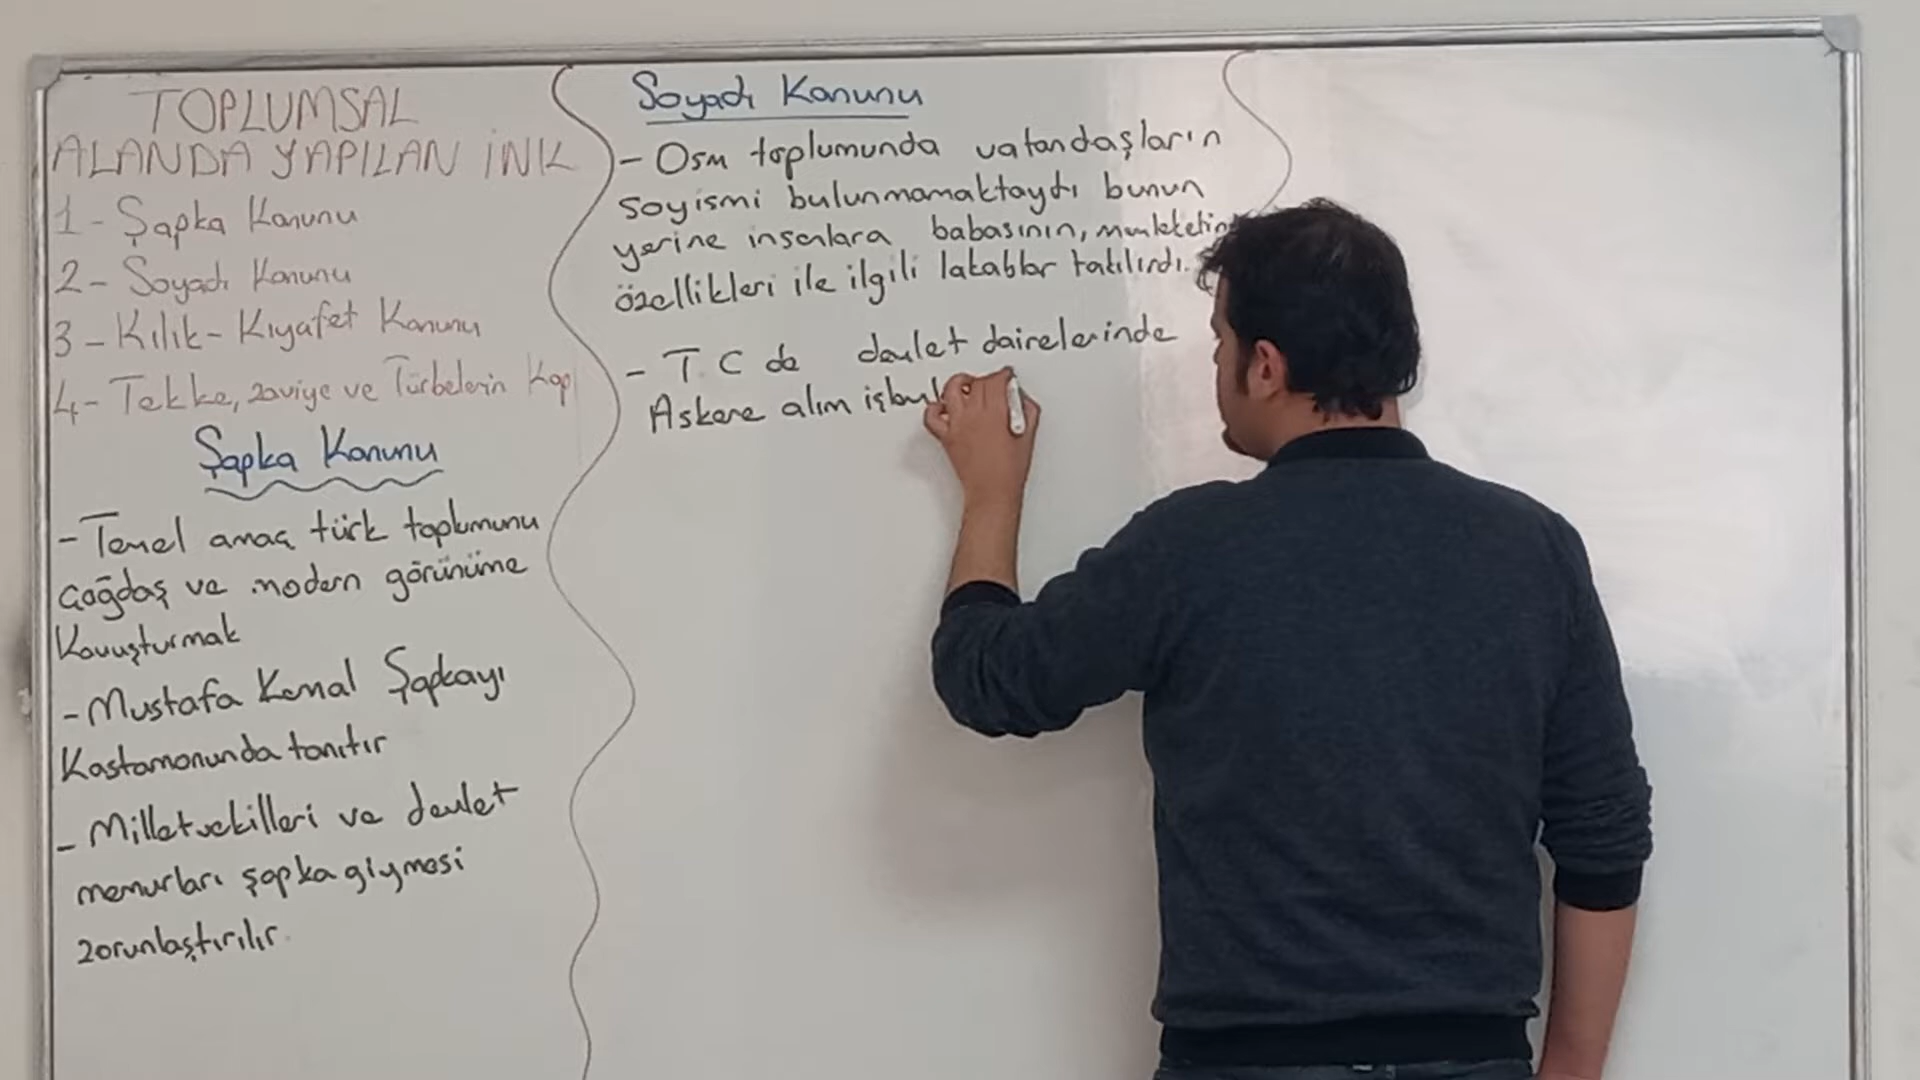 TOPLUMSAL
ALANDA YAPILAN İNK
1- Şapka Kanunu
2- Soyadı Kanunu
3- Kılık-Kıyafet Kanunu
4- Tekke, zaviye ve Türbelerin Kap
Şapka Kanunu
- Temel amaç türk toplumunu
çağdaş ve modern görünüme
Kavuşturmak
- Mustafa Kemal Şapkayı
Kastamonunda tanıtır
- Milletvekilleri ve devlet
memurları şapka giymesi
zorunlaştırılır.
Soyadı Kanunu
- Osm toplumunda vatandaşların
soyismi bulunmamaktaydı bunun
yerine insanlara babasının,
özellikleri ile ilgili lakablar takılırdı.
- T.C de devlet dairelerinde
Askere alım